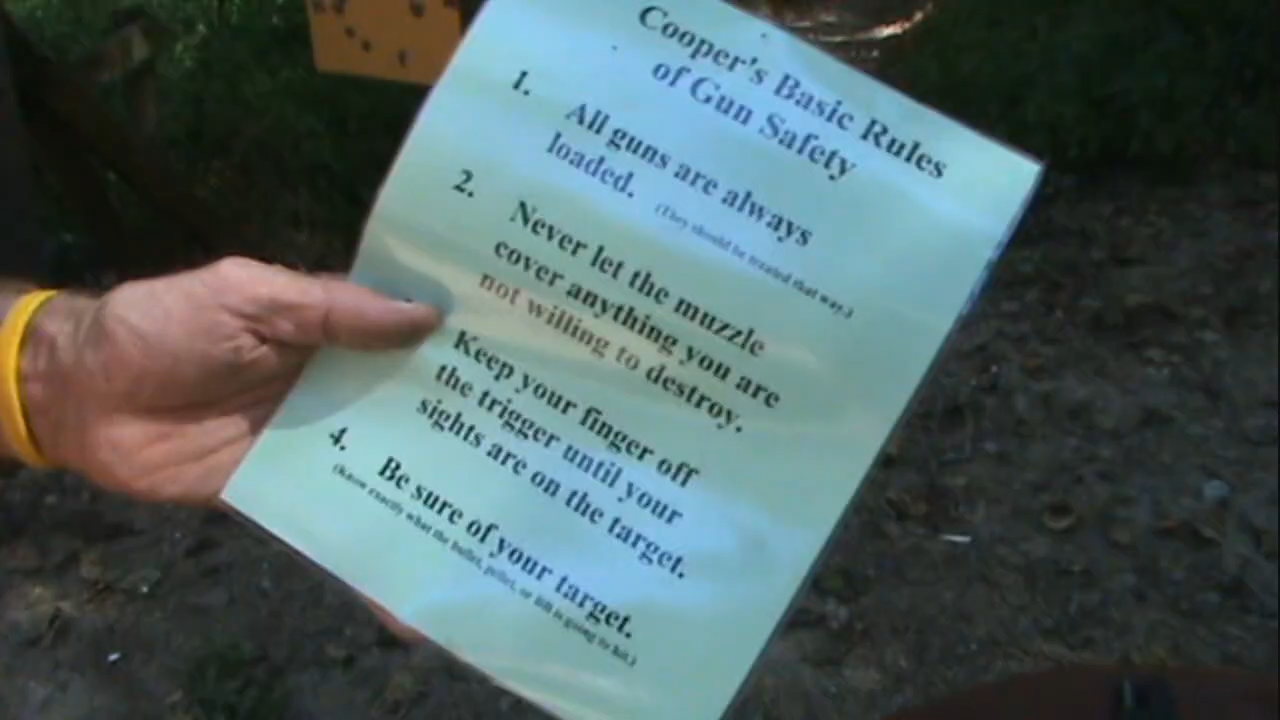 Cooper's Basic Rules
of Gun Safety
1. All guns are always
loaded. (They should be treated that way.)
2. Never let the muzzle
cover anything you are
not willing to destroy.
Keep your finger off
the trigger until your
sights are on the target.
4. Be sure of your target.
(Know exactly what the bullet, pellet, or is going to hit.)